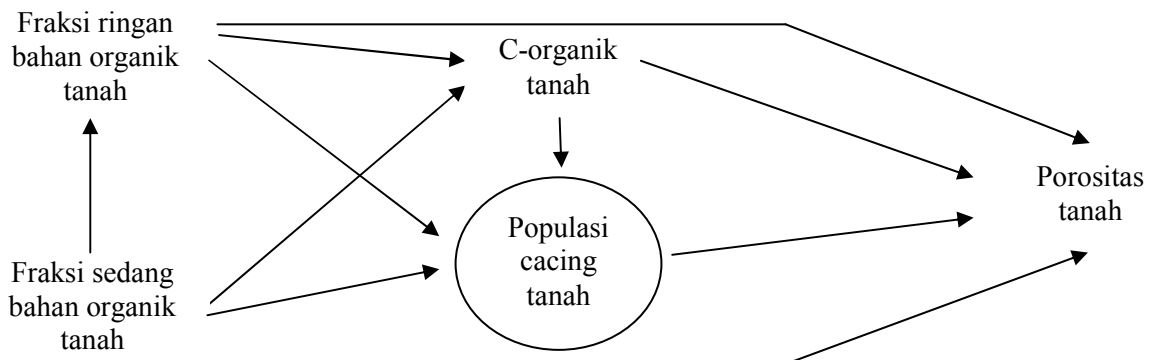 Fraksi ringan
bahan organik
tanah
C-organik
tanah
Porositas
tanah
Populasi
cacing
tanah
Fraksi sedang
bahan organik
tanah